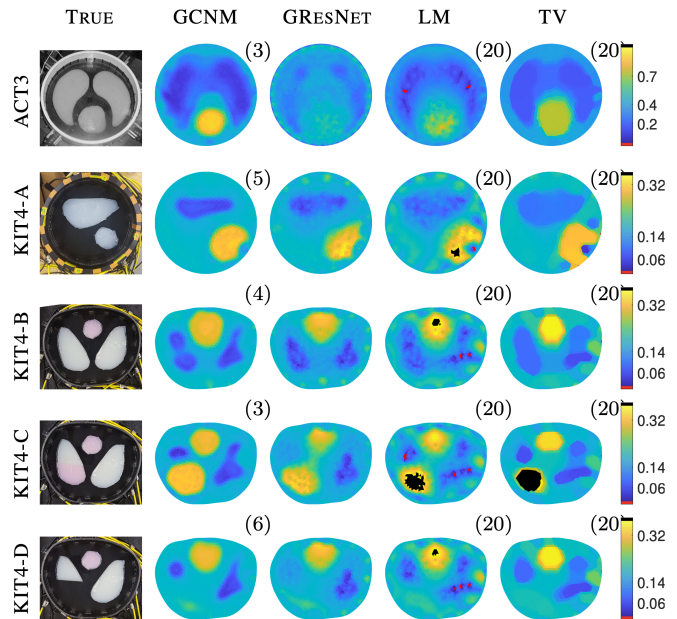 TRUE GCNM GRESNET LM TV
ACT3 (3) (20) (20) 0.7 0.4 0.2
KIT4-A (5) (20) (20) 0.32 0.14 0.06
KIT4-B (4) (20) (20) 0.32 0.14 0.06
KIT4-C (3) (20) (20) 0.32 0.14 0.06
KIT4-D (6) (20) (20) 0.32 0.14 0.06